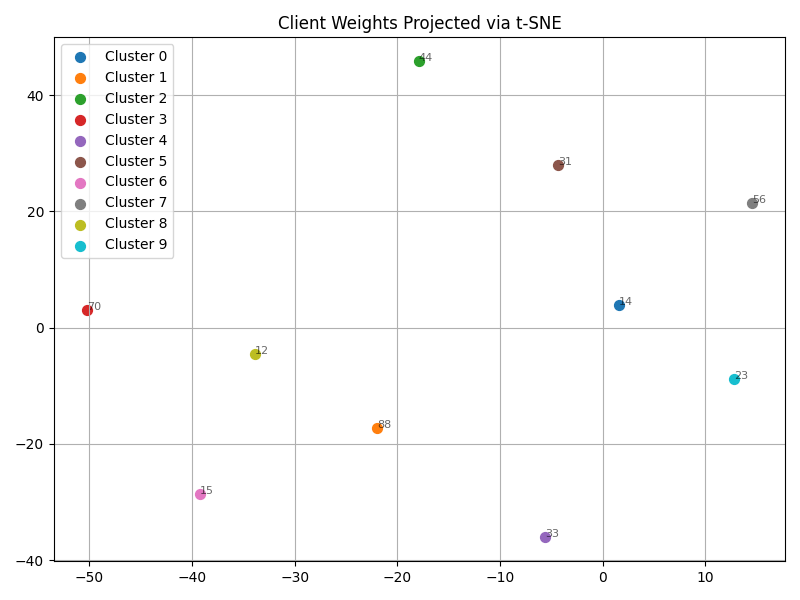 Client Weights Projected via t-SNE
Cluster 0
Cluster 1
Cluster 2
Cluster 3
Cluster 4
Cluster 5
Cluster 6
Cluster 7
Cluster 8
Cluster 9
44
31
56
70
14
12
23
88
15
33
40
20
0
−20
−40
−50
−40
−30
−20
−10
0
10